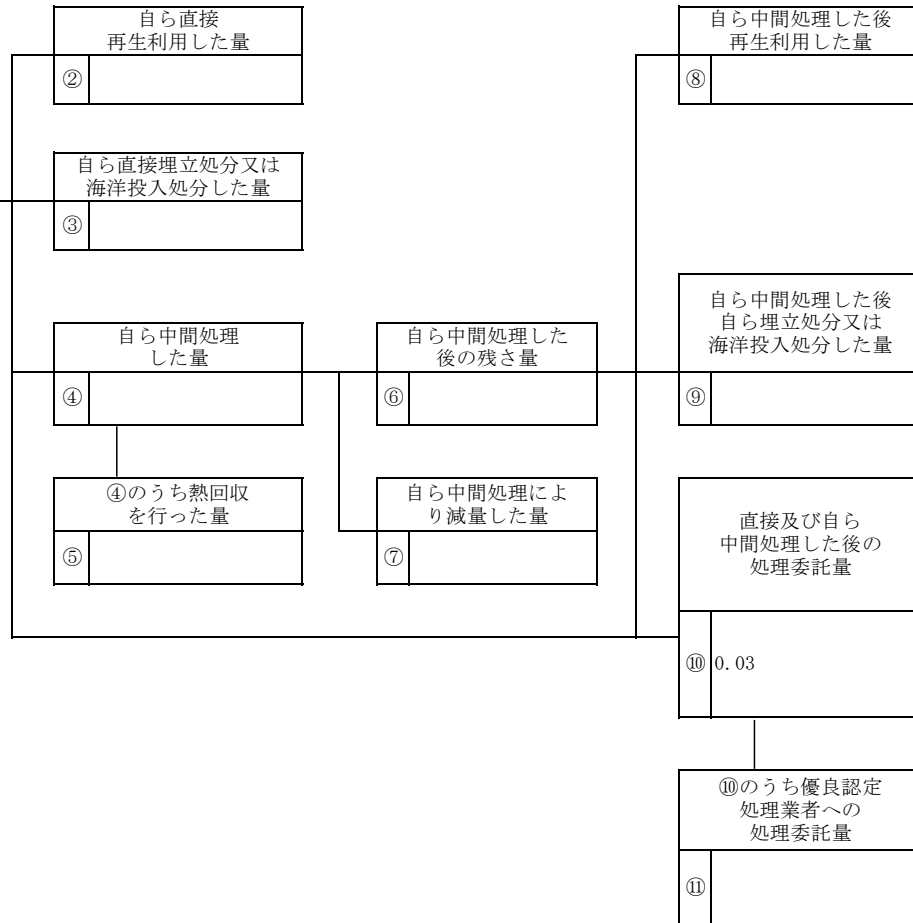 自ら直接
再生利用した量
②
自ら中間処理した後
再生利用した量
⑧
自ら直接埋立処分又は
海洋投入処分した量
③
自ら中間処理
した量
④
自ら中間処理した
後の残さ量
⑥
自ら中間処理した後
自ら埋立処分又は
海洋投入処分した量
⑨
④のうち熱回収
を行った量
⑤
自ら中間処理によ
り減量した量
⑦
直接及び自ら
中間処理した後の
処理委託量
⑩ 0.03
⑩のうち優良認定
処理業者への
処理委託量
⑪